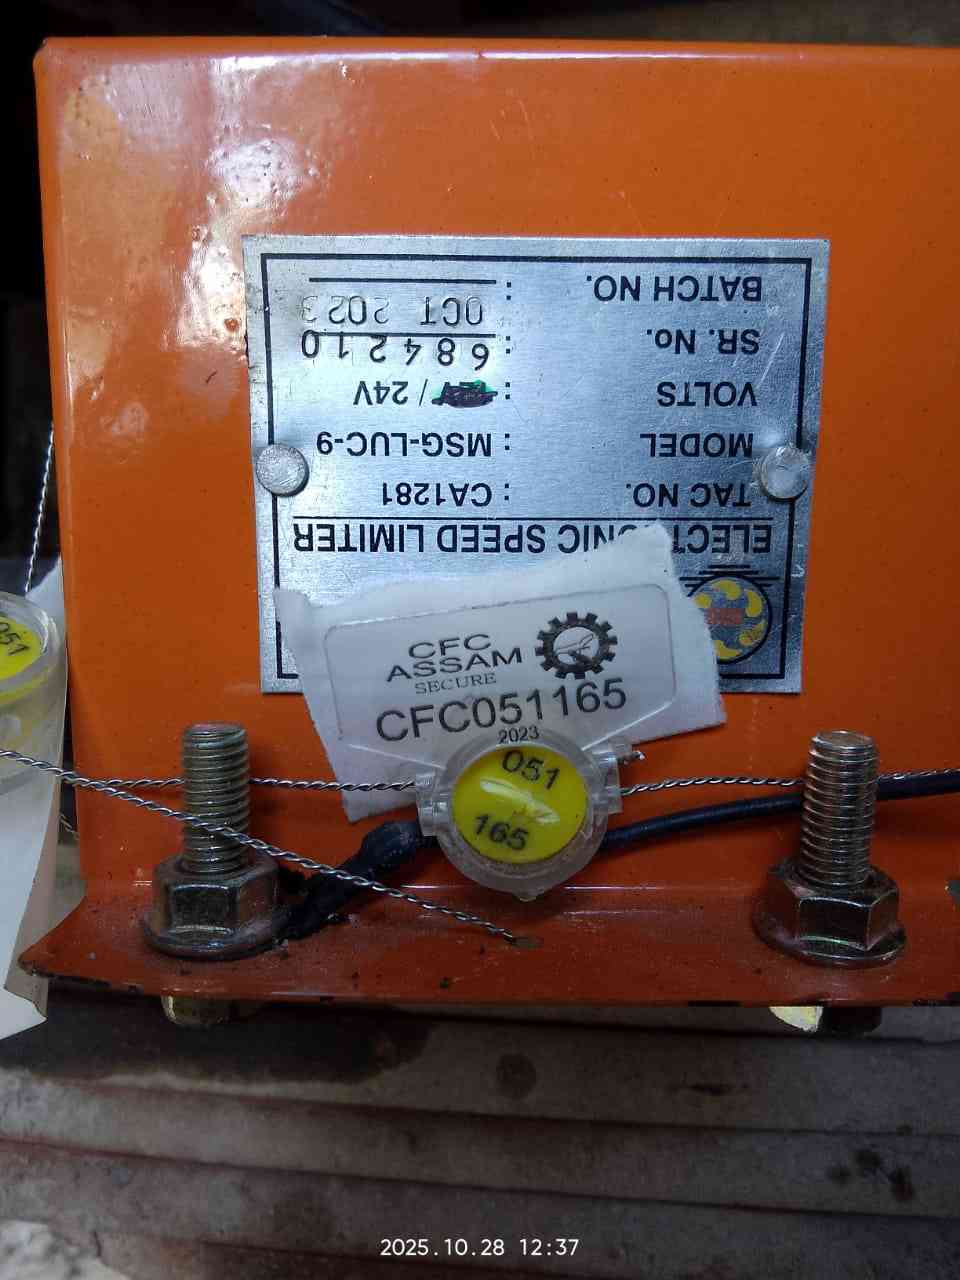 ELECTRONIC SPEED LIMITER
TAC NO. : CA1281
MODEL : MSG-LUC-9
VOLTS : / 24V
SR. No. : 684210
BATCH NO. : OCT 2023
CFC
ASSAM
SECURE
CFC051165
2023
051
165
051
2025.10.28 12:37